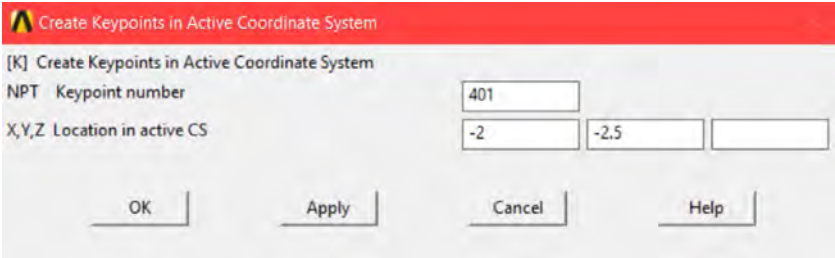 Create Keypoints in Active Coordinate System
[K] Create Keypoints in Active Coordinate System
NPT Keypoint number 401
X,Y,Z Location in active CS -2 -2.5
OK Apply Cancel Help